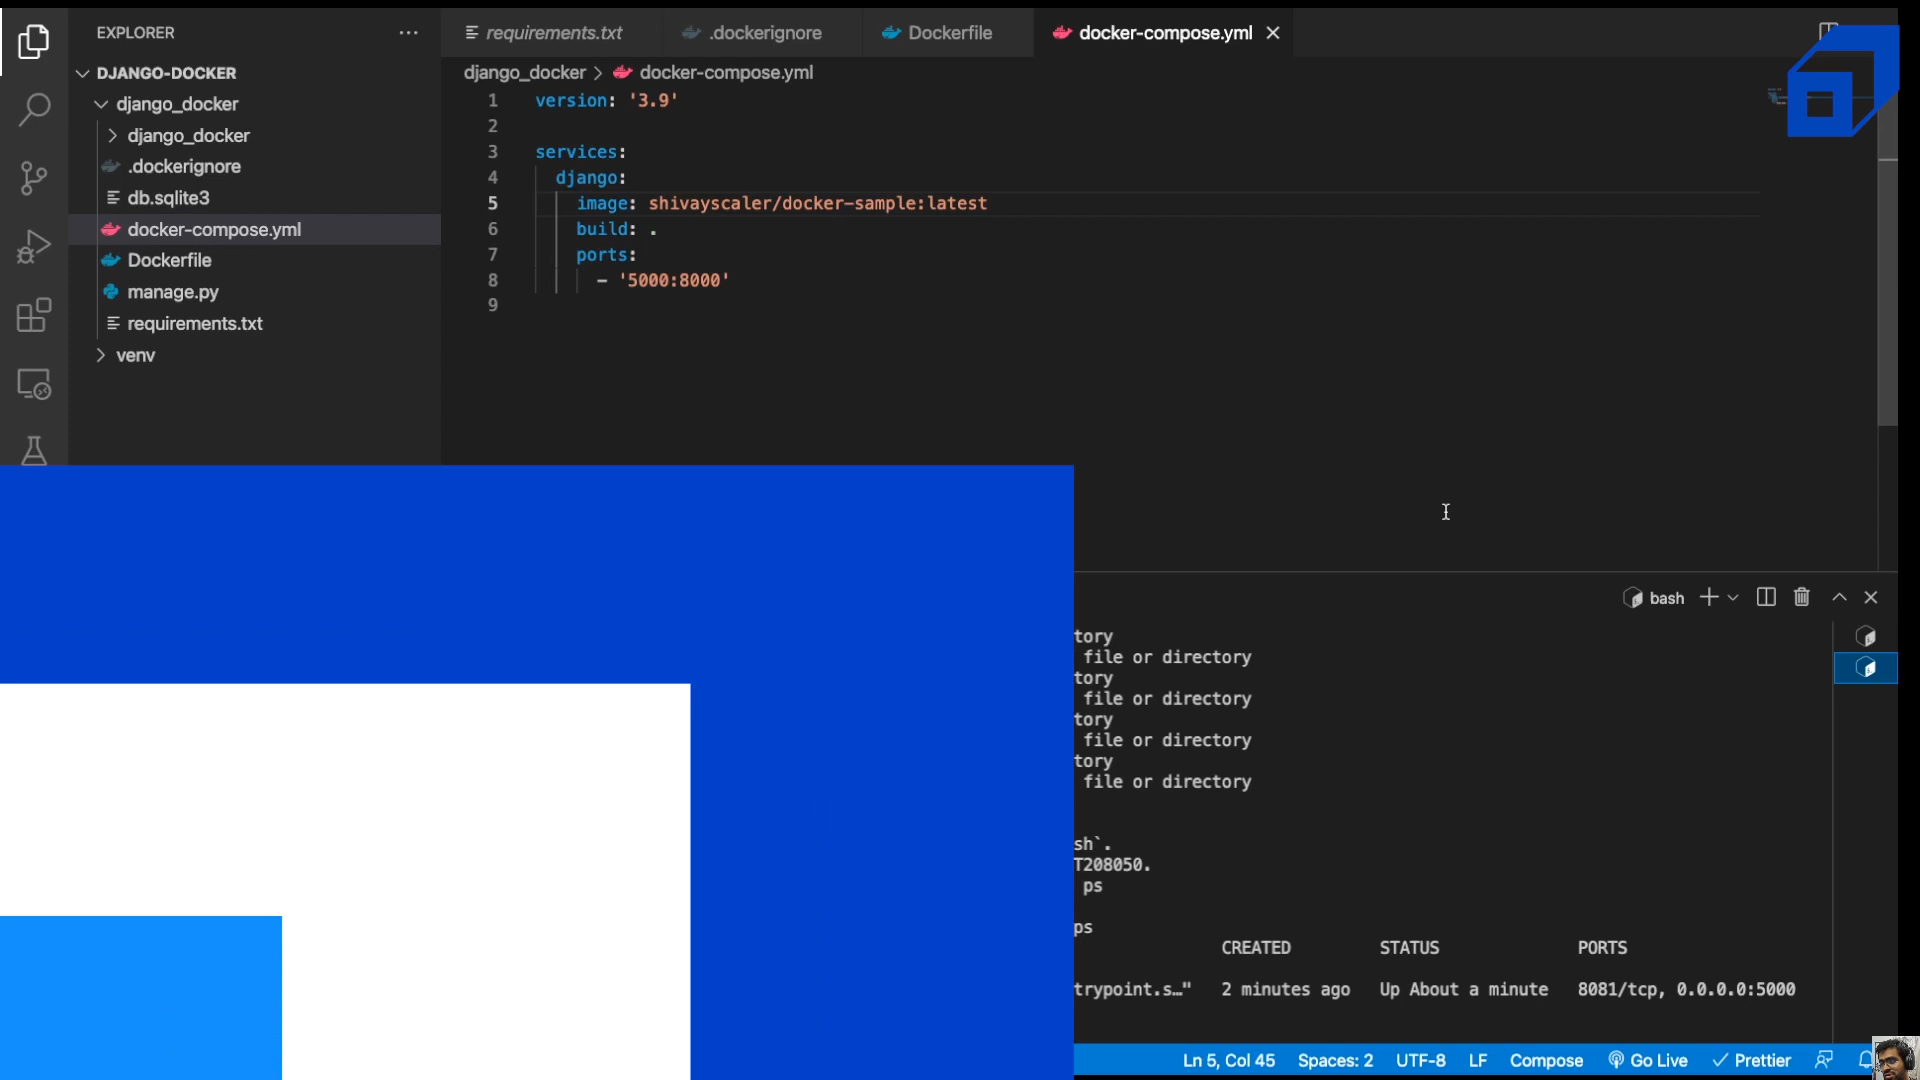 EXPLORER
DJANGO-DOCKER
django_docker
django_docker
.dockerignore
db.sqlite3
docker-compose.yml
Dockerfile
manage.py
requirements.txt
venv
requirements.txt
.dockerignore
Dockerfile
docker-compose.yml
django_docker > docker-compose.yml
1 version: '3.9'
2
3 services:
4 django:
5 image: shivayscaler/docker-sample:latest
6 build: .
7 ports:
8 - '5000:8000'
9
bash
tory
file or directory
tory
file or directory
tory
file or directory
tory
file or directory
sh`.
T208050.
ps
ps
CREATED STATUS PORTS
trypoint.s…" 2 minutes ago Up About a minute 8081/tcp, 0.0.0.0:5000
Ln 5, Col 45 Spaces: 2 UTF-8 LF Compose Go Live Prettier